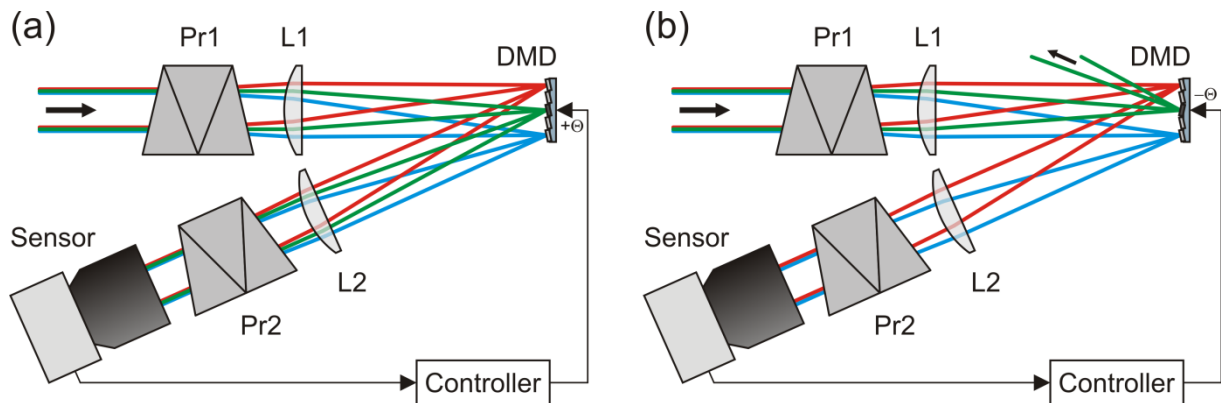 (a)
Pr1
L1
DMD
+Θ
Sensor
L2
Pr2
Controller
(b)
Pr1
L1
DMD
−Θ
Sensor
L2
Pr2
Controller